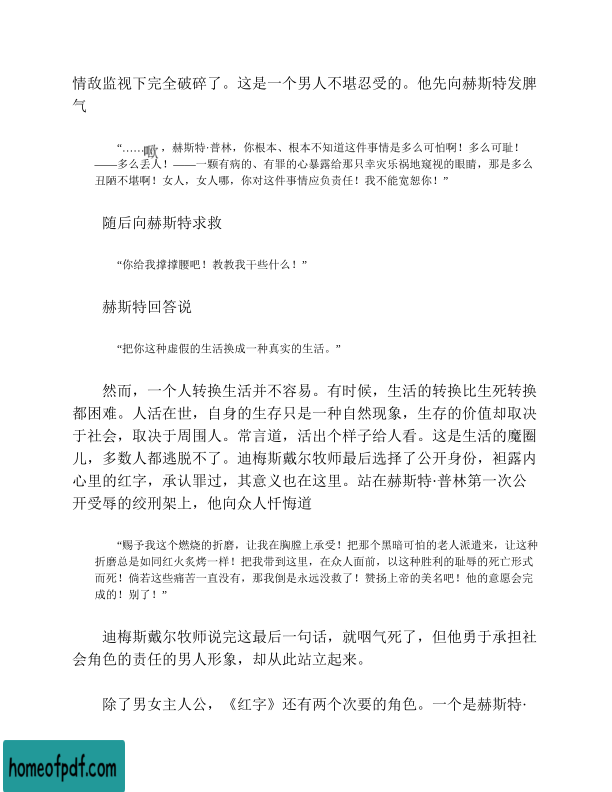 情敌监视下完全破碎了。这是一个男人不堪忍受的。他先向赫斯特发脾
气
“……噢，赫斯特·普林，你根本、根本不知道这件事情是多么可怕啊！多么可耻！
——多么丢人！——一颗有病的、有罪的心暴露给那只幸灾乐祸地窥视的眼睛，那是多么
丑陋不堪啊！女人，女人哪，你对这件事情应负责任！我不能宽恕你！”
随后向赫斯特求救
“你给我撑撑腰吧！教教我干些什么！”
赫斯特回答说
“把你这种虚假的生活换成一种真实的生活。”
然而，一个人转换生活并不容易。有时候，生活的转换比生死转换
都困难。人活在世，自身的生存只是一种自然现象，生存的价值却取决
于社会，取决于周围人。常言道，活出个样子给人看。这是生活的魔圈
儿，多数人都逃脱不了。迪梅斯戴尔牧师最后选择了公开身份，袒露内
心里的红字，承认罪过，其意义也在这里。站在赫斯特·普林第一次公
开受辱的绞刑架上，他向众人忏悔道
“赐予我这个燃烧的折磨，让我在胸膛上承受！把那个黑暗可怕的老人派遣来，让这种
折磨总是如同红火炙烤一样！把我带到这里，在众人面前，以这种胜利的耻辱的死亡形式
而死！倘若这些痛苦一直没有，那我倒是永远没救了！赞扬上帝的美名吧！他的意愿会完
成的！别了！”
迪梅斯戴尔牧师说完这最后一句话，就咽气死了，但他勇于承担社
会角色的责任的男人形象，却从此站立起来。
除了男女主人公，《红字》还有两个次要的角色。一个是赫斯特·
homeofpdf.com